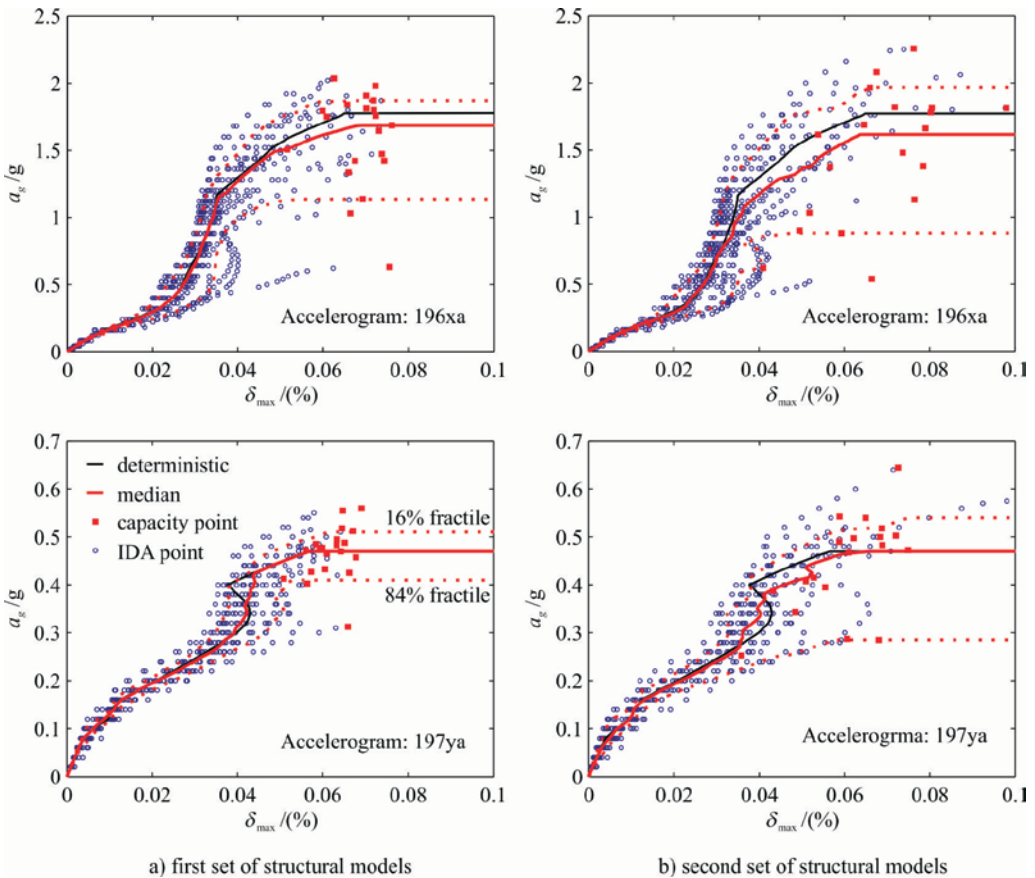 2.5
2
1.5
1
0.5
0
a_g/g
0 0.02 0.04 0.06 0.08 0.1
δ_max/(%)
Accelerogram: 196xa
2.5
2
1.5
1
0.5
0
a_g/g
0 0.02 0.04 0.06 0.08 0.1
δ_max/(%)
Accelerogram: 196xa
0.7
0.6
0.5
0.4
0.3
0.2
0.1
0
a_g/g
deterministic
median
capacity point
IDA point
16% fractile
84% fractile
Accelerogram: 197ya
0 0.02 0.04 0.06 0.08 0.1
δ_max/(%)
0.7
0.6
0.5
0.4
0.3
0.2
0.1
0
a_g/g
Accelerogrma: 197ya
0 0.02 0.04 0.06 0.08 0.1
δ_max/(%)
a) first set of structural models
b) second set of structural models